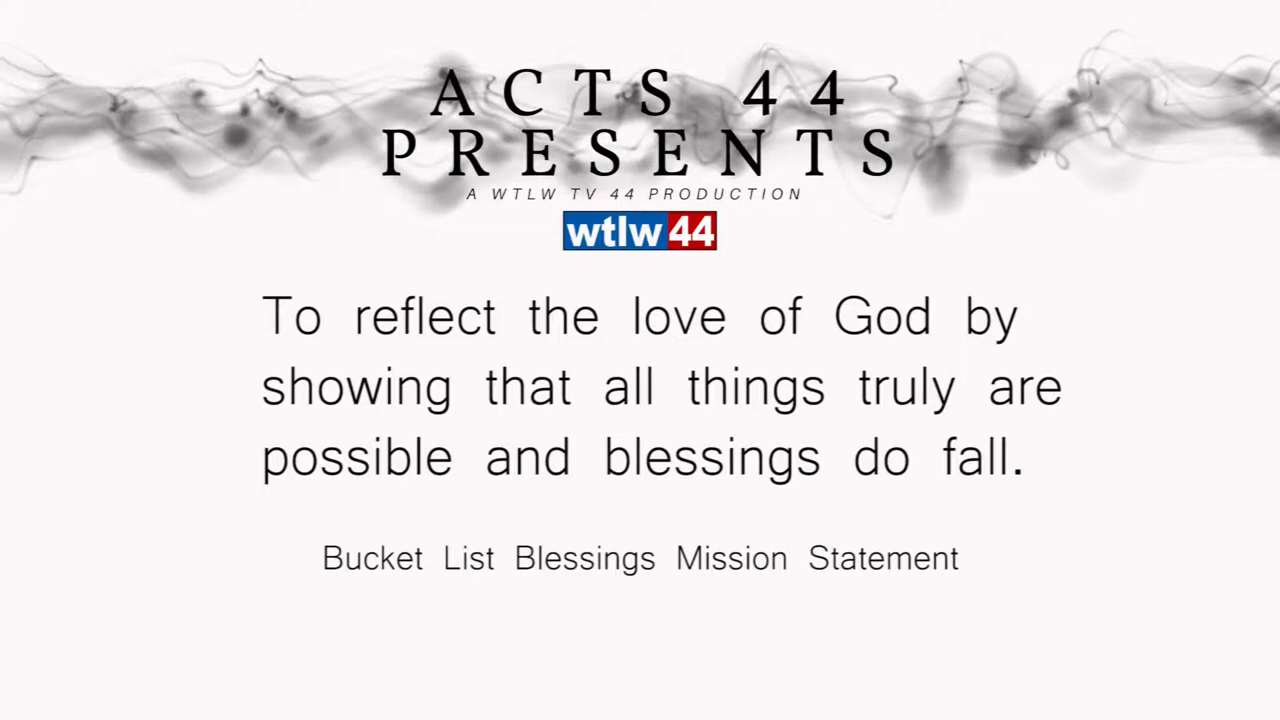 ACTS 44
PRESENTS
A WTLW TV 44 PRODUCTION
wtlw44
To reflect the love of God by
showing that all things truly are
possible and blessings do fall.
Bucket List Blessings Mission Statement